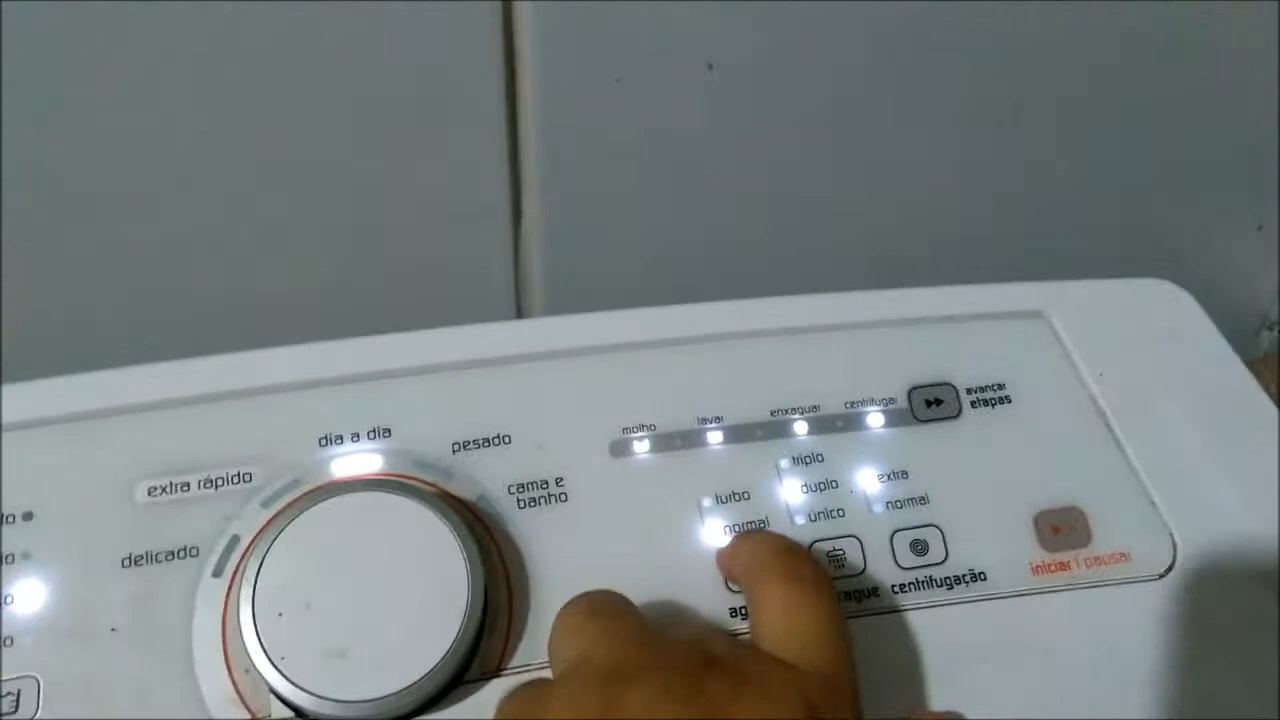 dia a dia
pesado
extra rápido
cama e
banho
delicado
molho
lavar
enxaguar
centrifugar
avançar
etapas
triplo
duplo
único
extra
normal
turbo
normal
centrifugação
iniciar | pausar